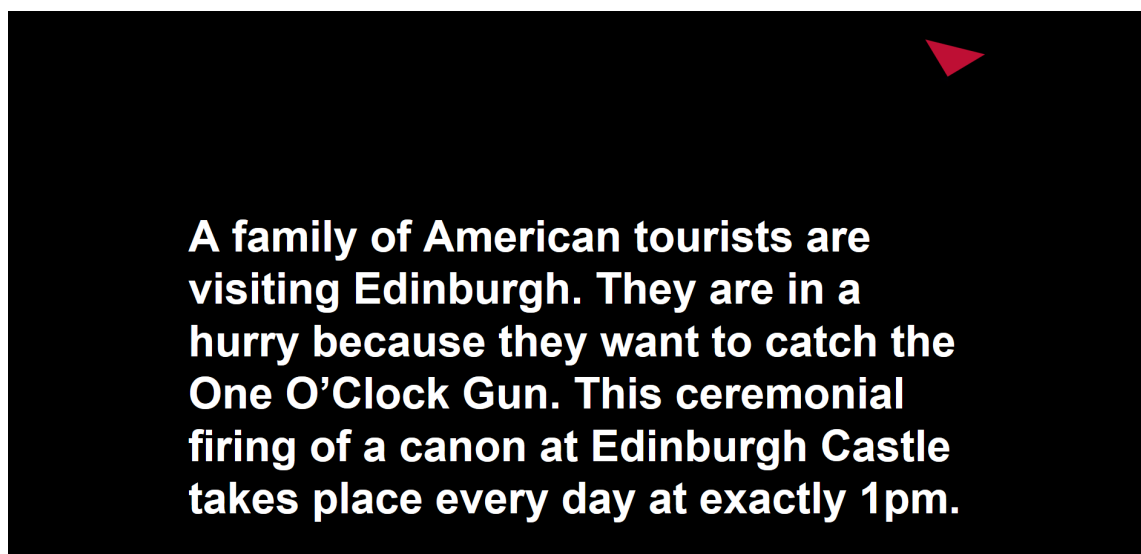 A family of American tourists are
visiting Edinburgh. They are in a
hurry because they want to catch the
One O’Clock Gun. This ceremonial
firing of a canon at Edinburgh Castle
takes place every day at exactly 1pm.